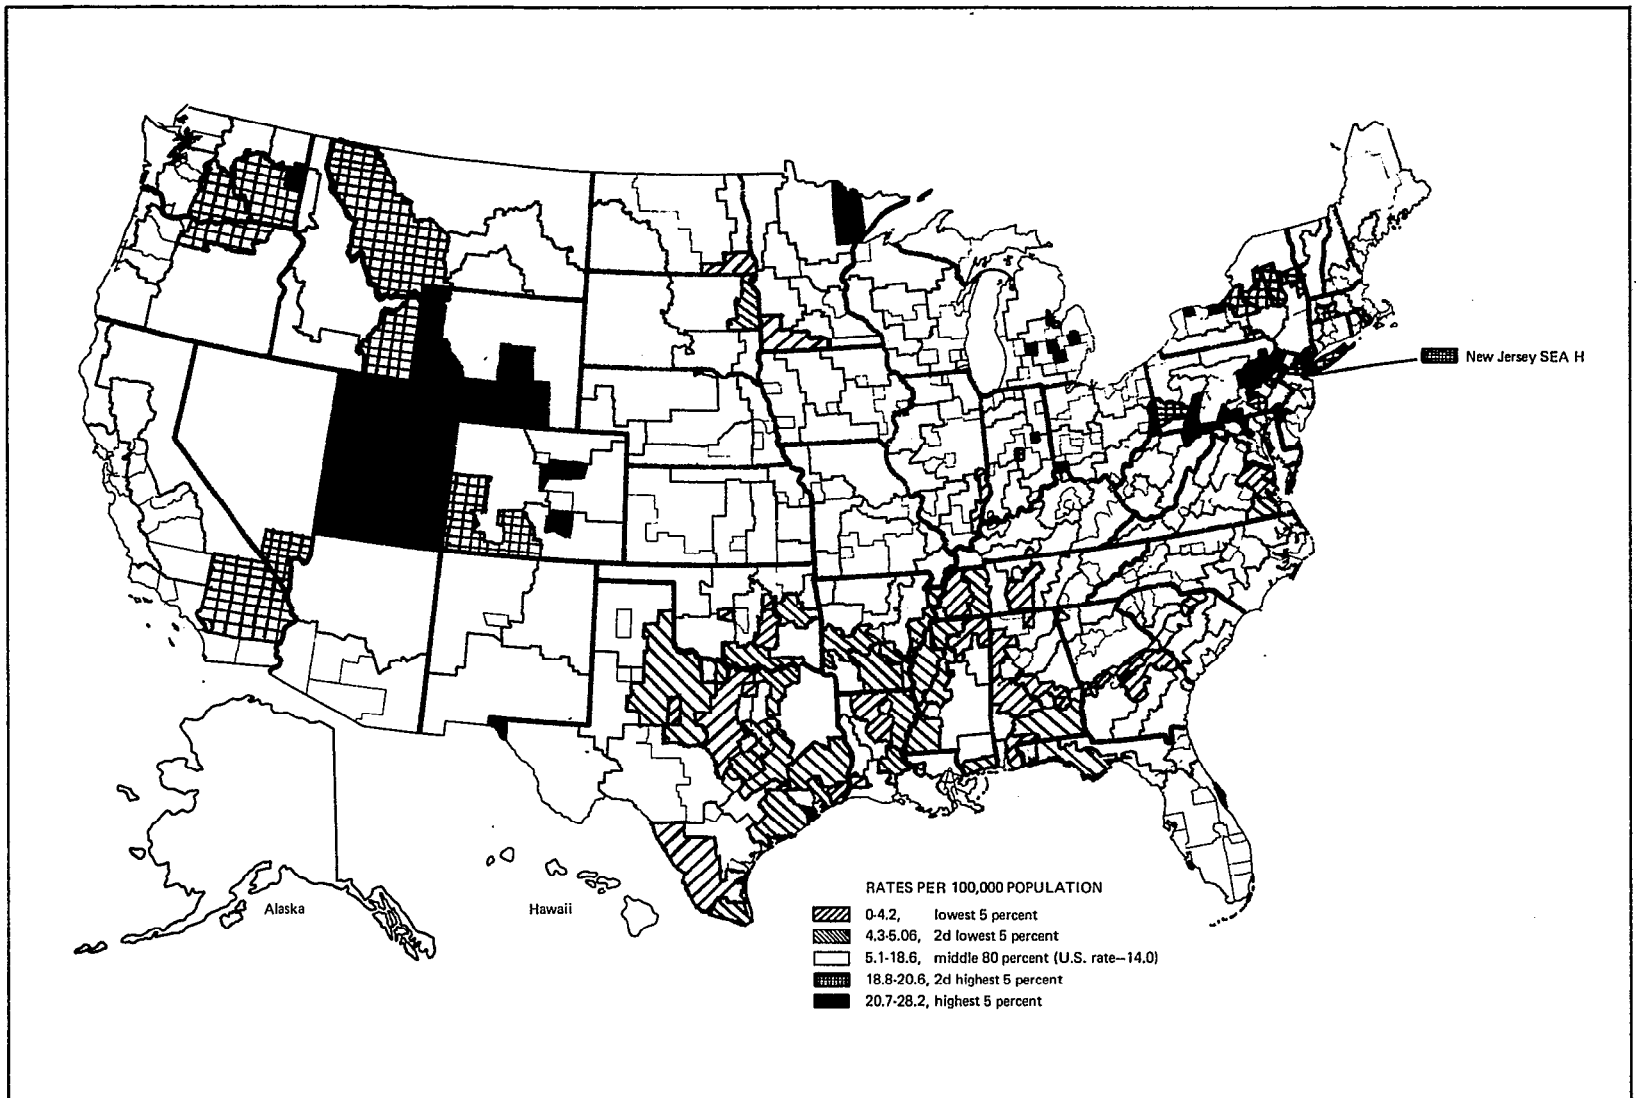 New Jersey SEA H
RATES PER 100,000 POPULATION
0-4.2, lowest 5 percent
4.3-5.06, 2d lowest 5 percent
5.1-18.6, middle 80 percent (U.S. rate—14.0)
18.8-20.6, 2d highest 5 percent
20.7-28.2, highest 5 percent
Alaska
Hawaii